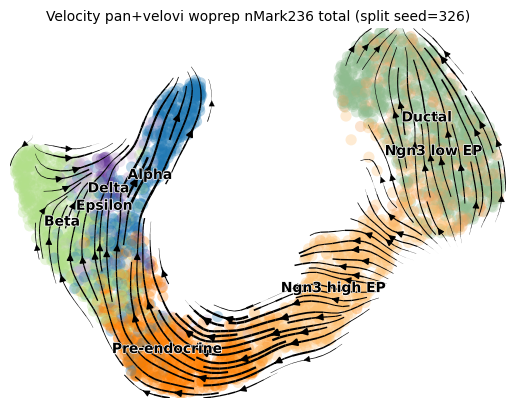 Velocity pan+velovi woprep nMark236 total (split seed=326)
Ductal
Ngn3 low EP
Alpha
Delta
Epsilon
Beta
Ngn3 high EP
Pre-endocrine